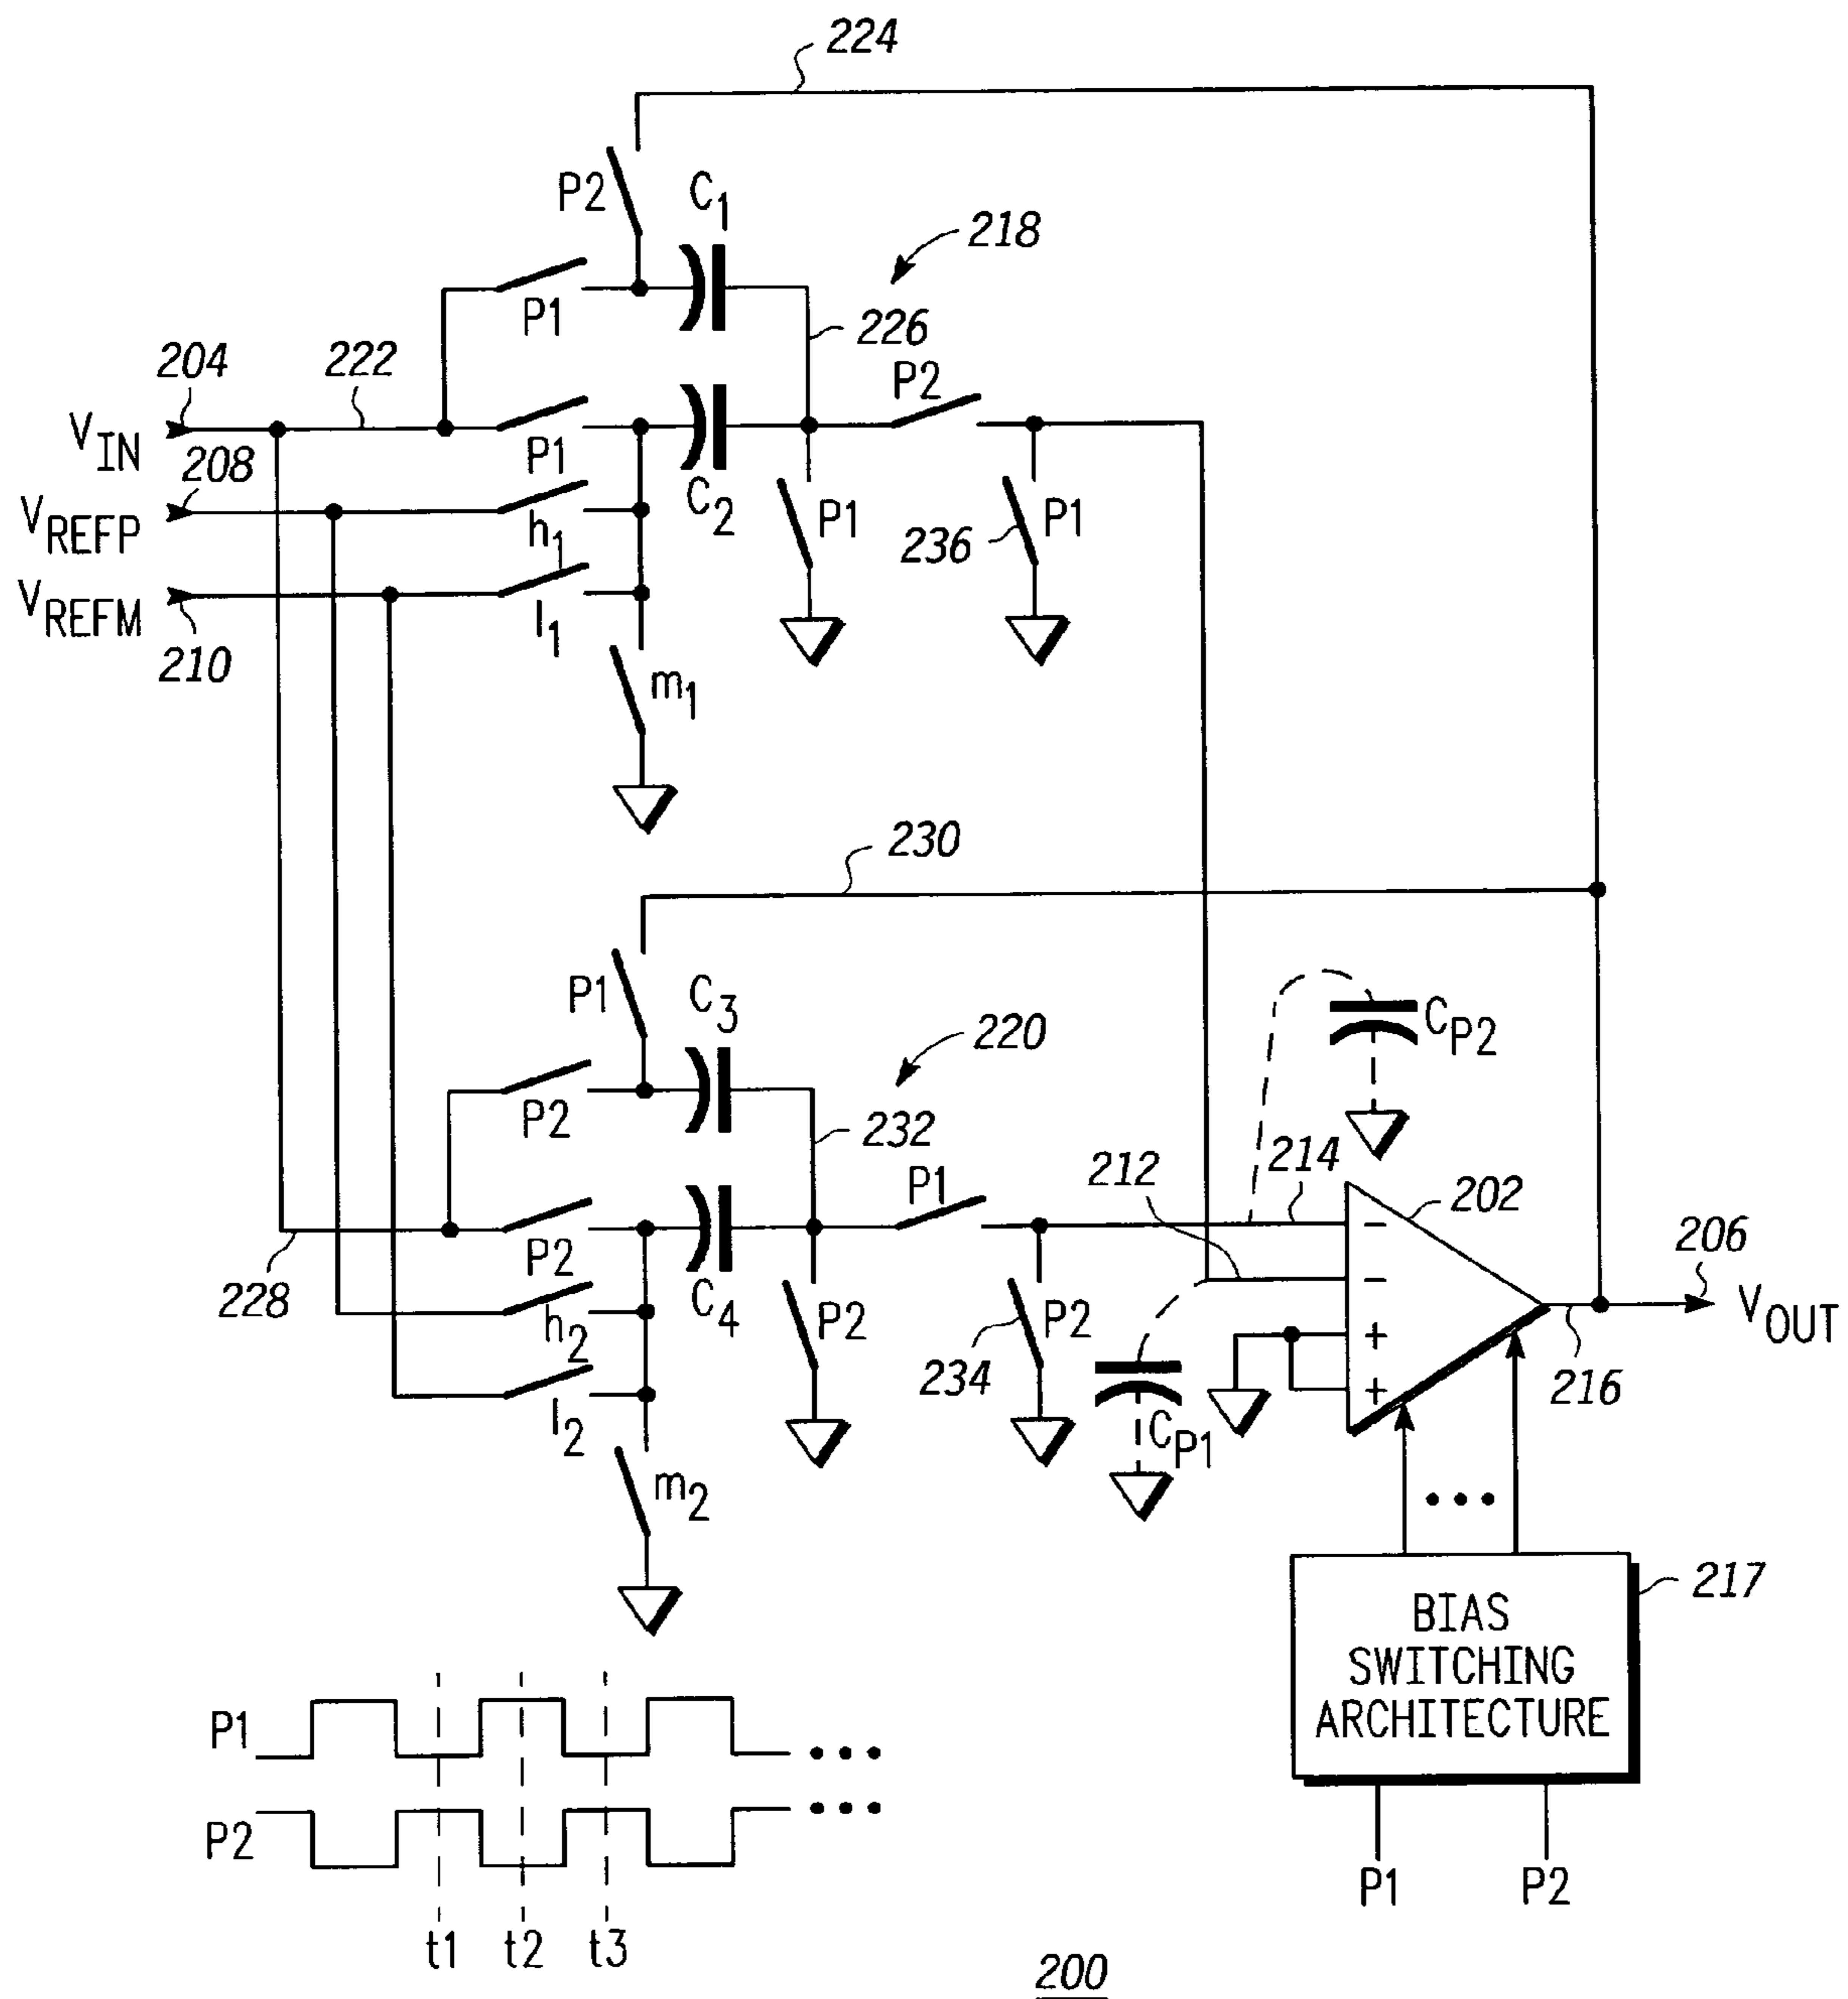 224
P2
C1
218
P1
226
204
222
P2
VIN
P1
208
C2
VREFP
h1
P1
236
P1
VREFM
l1
210
m1
230
P1
C3
CP2
220
P2
232
214
P1
212
202
206
P2
228
C4
VOUT
h2
P2
234
P2
216
l2
CP1
m2
217
BIAS
SWITCHING
ARCHITECTURE
P1
P2
P1
P2
t1
t2
t3
200